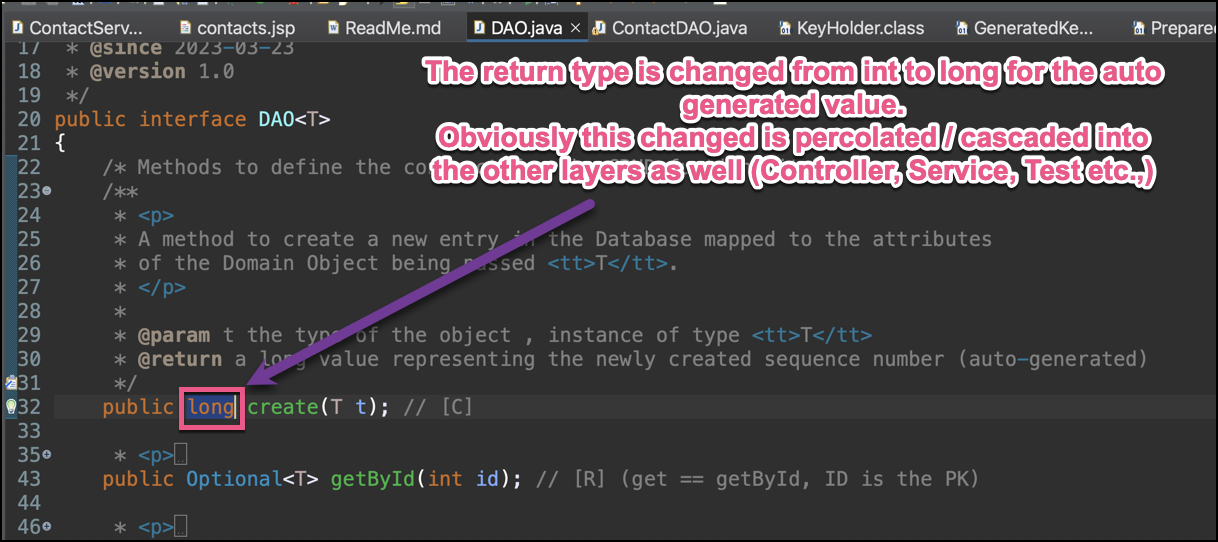 ContactServ... contacts.jsp ReadMe.md DAO.java ContactDAO.java KeyHolder.class GeneratedKe... Prepared
17 * @since 2023-03-23
18 * @version 1.0
19 */
20 public interface DAO<T>
21 {
22 /* Methods to define the
23 /**
24 * <p>
25 * A method to create a new entry in the Database mapped to the attributes
26 * of the Domain Object being passed <tt>T</tt>.
27 * </p>
28 *
29 * @param t the type of the object , instance of type <tt>T</tt>
30 * @return a long value representing the newly created sequence number (auto-generated)
31 */
32 public long create(T t); // [C]
33
35 * <p>
43 public Optional<T> getById(int id); // [R] (get == getById, ID is the PK)
44
46 * <p>
The return type is changed from int to long for the auto
generated value.
Obviously this changed is percolated / cascaded into
the other layers as well (Controller, Service, Test etc.,)